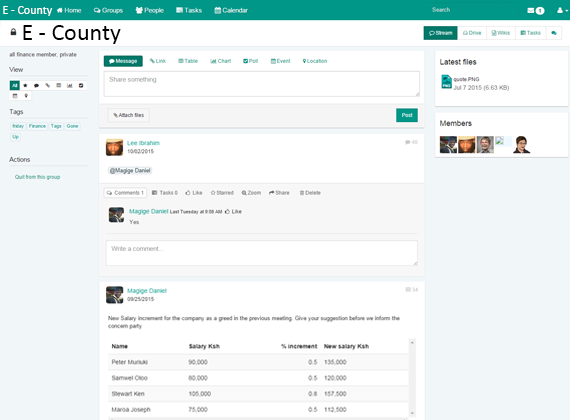 E - County Home Groups People Tasks Calendar Search 1
E - County Stream Drive Wikis Tasks
all finance member, private
View
All
Tags
friday Finance Tags Gone
Up
Actions
Quit from this group
Message Link Table Chart Poll Event Location
Share something
Attach files Post
Lee Ibrahim
10/02/2015
@Magige Daniel
Comments 1 Tasks 0 Like Starred Zoom Share Delete
Magige Daniel Last Tuesday at 9:08 AM Like
Yes
Write a comment...
Magige Daniel 34
09/25/2015
New Salary increment for the company as a greed in the previous meeting. Give your suggestion before we inform the
concern party
Name Salary Ksh % increment New salary Ksh
Peter Muriuki 90,000 0.5 135,000
Samwel Oloo 80,000 0.5 120,000
Stewart Ken 105,000 0.8 157,500
Maroa Joseph 75,000 0.5 112,500
Latest files
quote.PNG
Jul 7 2015 (6.63 KB)
Members